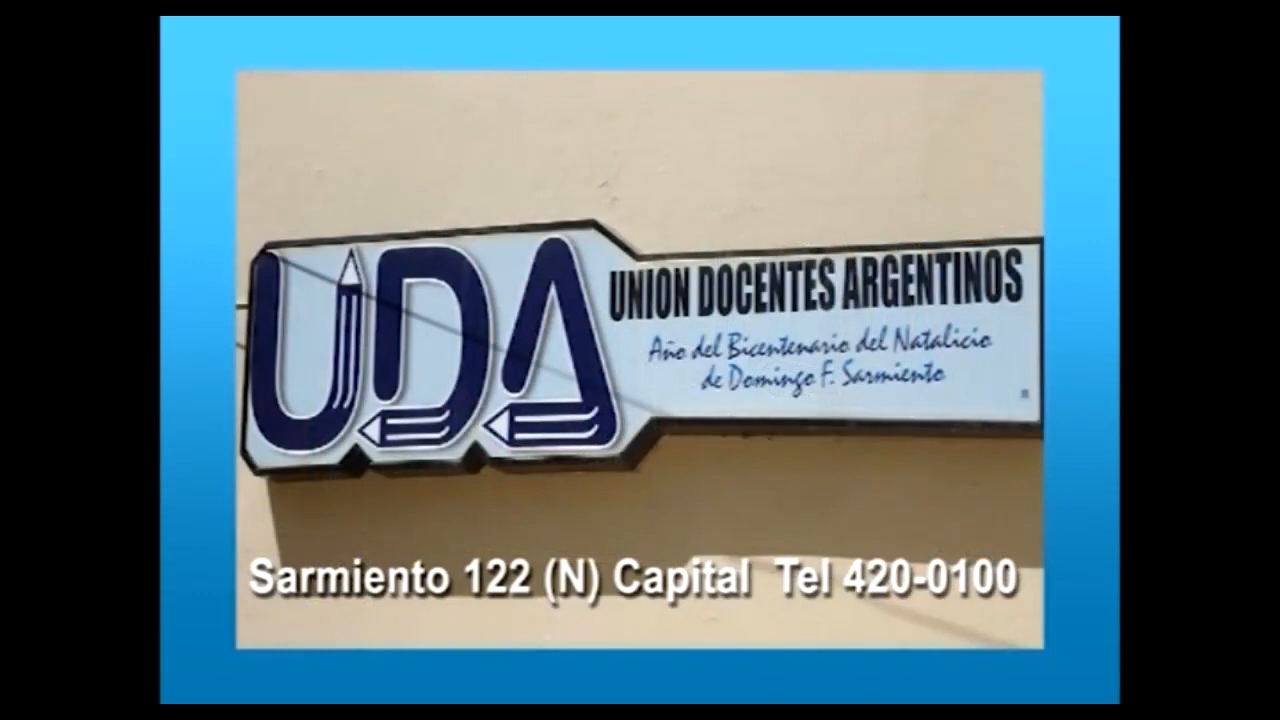 UDA
UNION DOCENTES ARGENTINOS
Año del Bicentenario del Natalicio
de Domingo F. Sarmiento
Sarmiento 122 (N) Capital Tel 420-0100